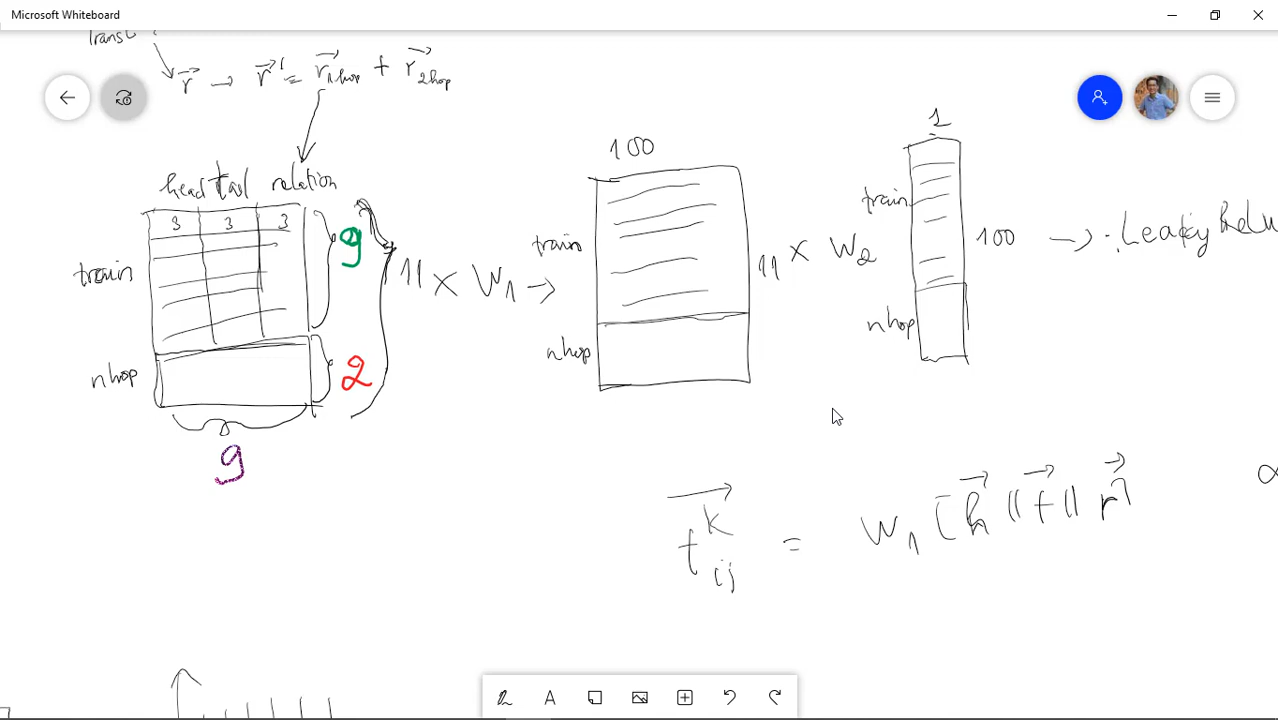 Microsoft Whiteboard
r → r' = r1hop + r2hop
head tail relation
3 3 3
train
nhop
9
2
9
11 × W1 →
100
train
nhop
11 × W2
1
train
nhop
100 → LeakyRelu
t^k_ij = W1 [h || t || r]